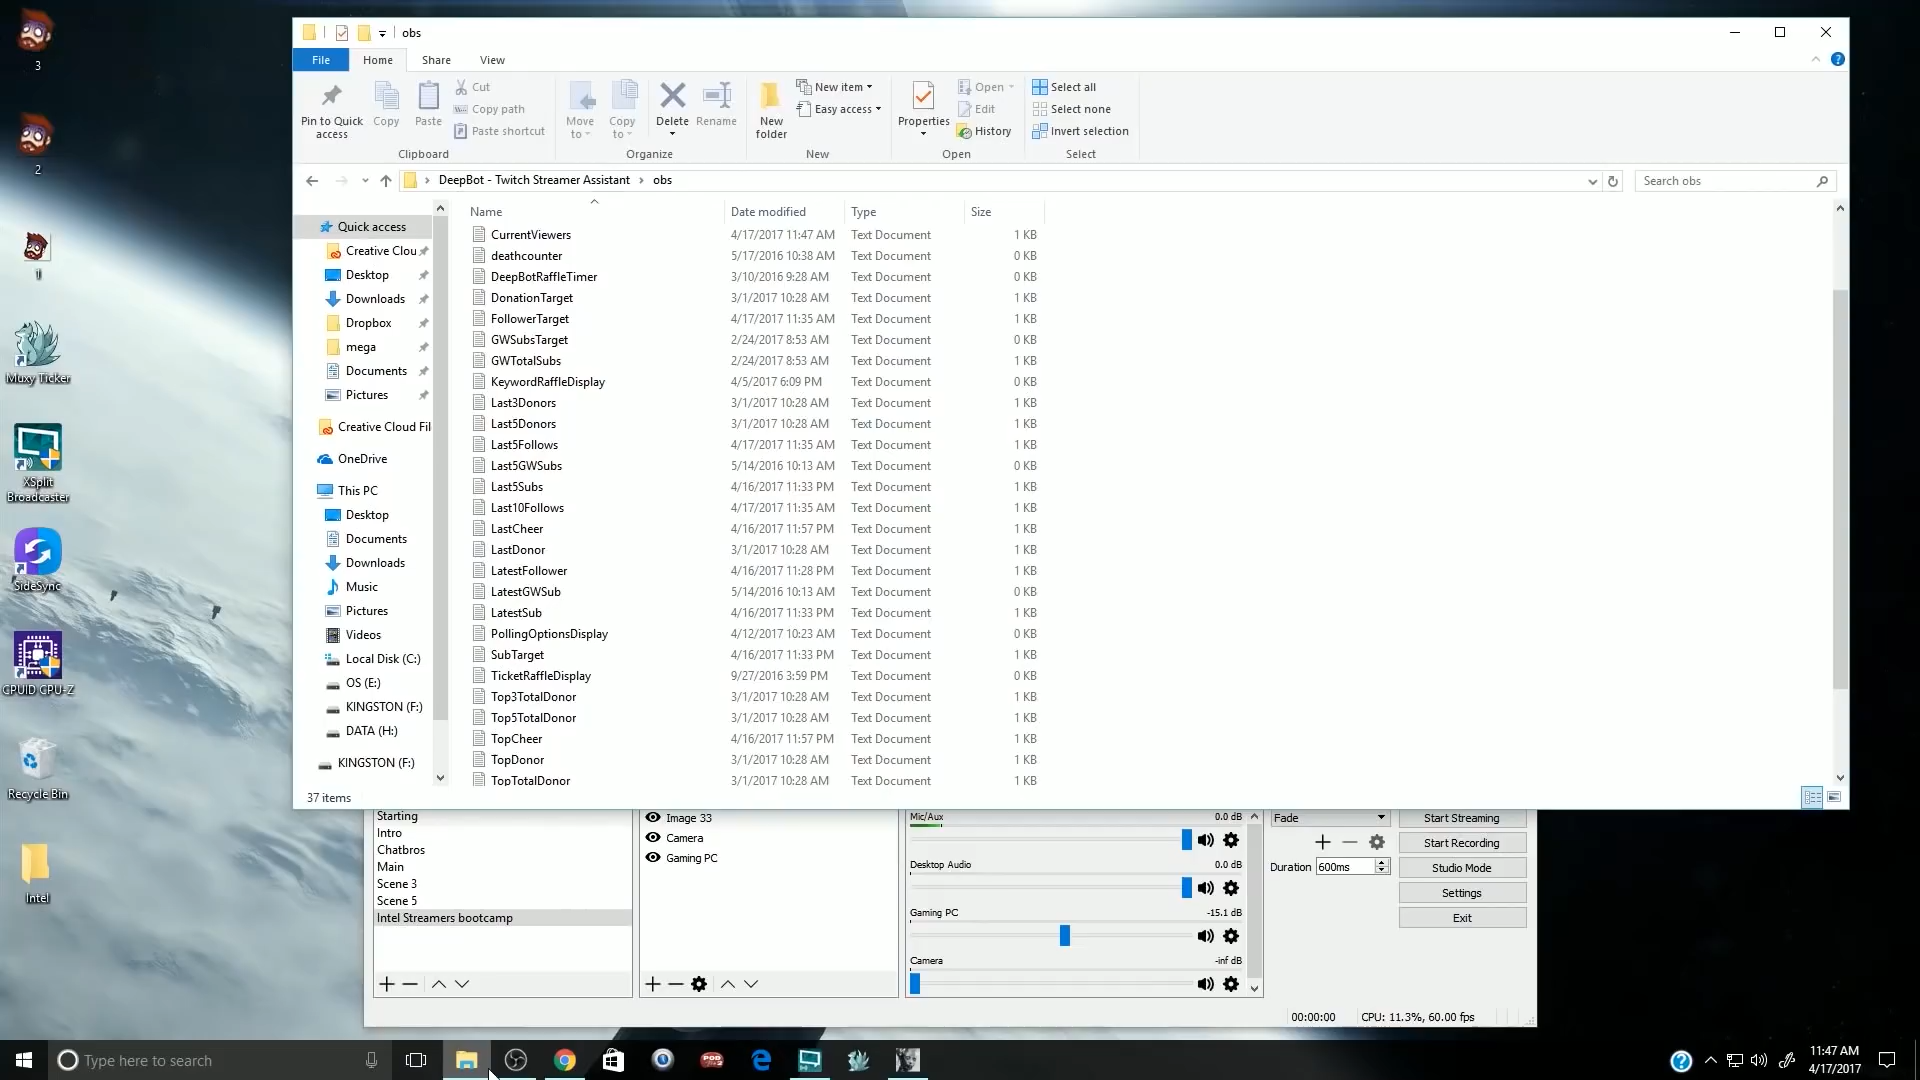 3
2
1
Muxy Ticker
XSplit
Broadcaster
SideSync
CPUID CPU-Z
Recycle Bin
Intel
obs
File
Home
Share
View
Pin to Quick
access
Copy
Paste
Cut
Copy path
Paste shortcut
Clipboard
Move
to
Copy
to
Delete
Rename
Organize
New
folder
New item
Easy access
New
Properties
Open
Edit
History
Open
Select all
Select none
Invert selection
Select
DeepBot - Twitch Streamer Assistant > obs
Search obs
Quick access
Creative Clou
Desktop
Downloads
Dropbox
mega
Documents
Pictures
Creative Cloud Fil
OneDrive
This PC
Desktop
Documents
Downloads
Music
Pictures
Videos
Local Disk (C:)
OS (E:)
KINGSTON (F:)
DATA (H:)
KINGSTON (F:)
Name Date modified Type Size
CurrentViewers 4/17/2017 11:47 AM Text Document 1 KB
deathcounter 5/17/2016 10:38 AM Text Document 0 KB
DeepBotRaffleTimer 3/10/2016 9:28 AM Text Document 0 KB
DonationTarget 3/1/2017 10:28 AM Text Document 1 KB
FollowerTarget 4/17/2017 11:35 AM Text Document 1 KB
GWSubsTarget 2/24/2017 8:53 AM Text Document 0 KB
GWTotalSubs 2/24/2017 8:53 AM Text Document 1 KB
KeywordRaffleDisplay 4/5/2017 6:09 PM Text Document 0 KB
Last3Donors 3/1/2017 10:28 AM Text Document 1 KB
Last5Donors 3/1/2017 10:28 AM Text Document 1 KB
Last5Follows 4/17/2017 11:35 AM Text Document 1 KB
Last5GWSubs 5/14/2016 10:13 AM Text Document 0 KB
Last5Subs 4/16/2017 11:33 PM Text Document 1 KB
Last10Follows 4/17/2017 11:35 AM Text Document 1 KB
LastCheer 4/16/2017 11:57 PM Text Document 1 KB
LastDonor 3/1/2017 10:28 AM Text Document 1 KB
LatestFollower 4/16/2017 11:28 PM Text Document 1 KB
LatestGWSub 5/14/2016 10:13 AM Text Document 0 KB
LatestSub 4/16/2017 11:33 PM Text Document 1 KB
PollingOptionsDisplay 4/12/2017 10:23 AM Text Document 0 KB
SubTarget 4/16/2017 11:33 PM Text Document 1 KB
TicketRaffleDisplay 9/27/2016 3:59 PM Text Document 0 KB
Top3TotalDonor 3/1/2017 10:28 AM Text Document 1 KB
Top5TotalDonor 3/1/2017 10:28 AM Text Document 1 KB
TopCheer 4/16/2017 11:57 PM Text Document 1 KB
TopDonor 3/1/2017 10:28 AM Text Document 1 KB
TopTotalDonor 3/1/2017 10:28 AM Text Document 1 KB
37 items
Starting
Intro
Chatbros
Main
Scene 3
Scene 5
Intel Streamers bootcamp
Image 33
Camera
Gaming PC
Mic/Aux 0.0 dB
Desktop Audio 0.0 dB
Gaming PC -15.1 dB
Camera -inf dB
Fade
Duration 600ms
Start Streaming
Start Recording
Studio Mode
Settings
Exit
00:00:00 CPU: 11.3%, 60.00 fps
Type here to search
11:47 AM
4/17/2017